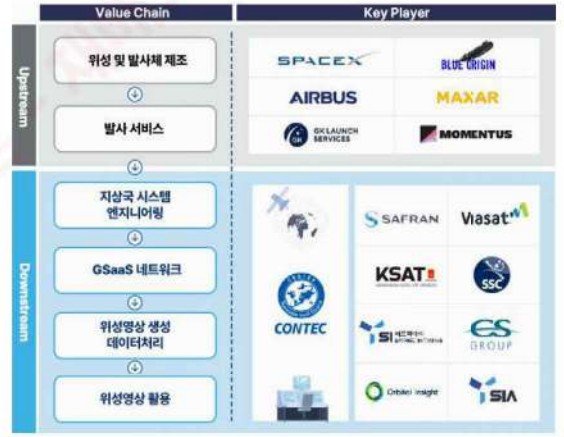 Value Chain
Key Player
Upstream
위성 및 발사체 제조
발사 서비스
SPACEX
BLUE ORIGIN
AIRBUS
MAXAR
GK LAUNCH
SERVICES
MOMENTUS
Downstream
지상국 시스템
엔지니어링
GSaaS 네트워크
위성영상 생성
데이터처리
위성영상 활용
CONTEC
SAFRAN
Viasat
KSAT
SSC
SI
ES
GROUP
Orbital Insight
SIA